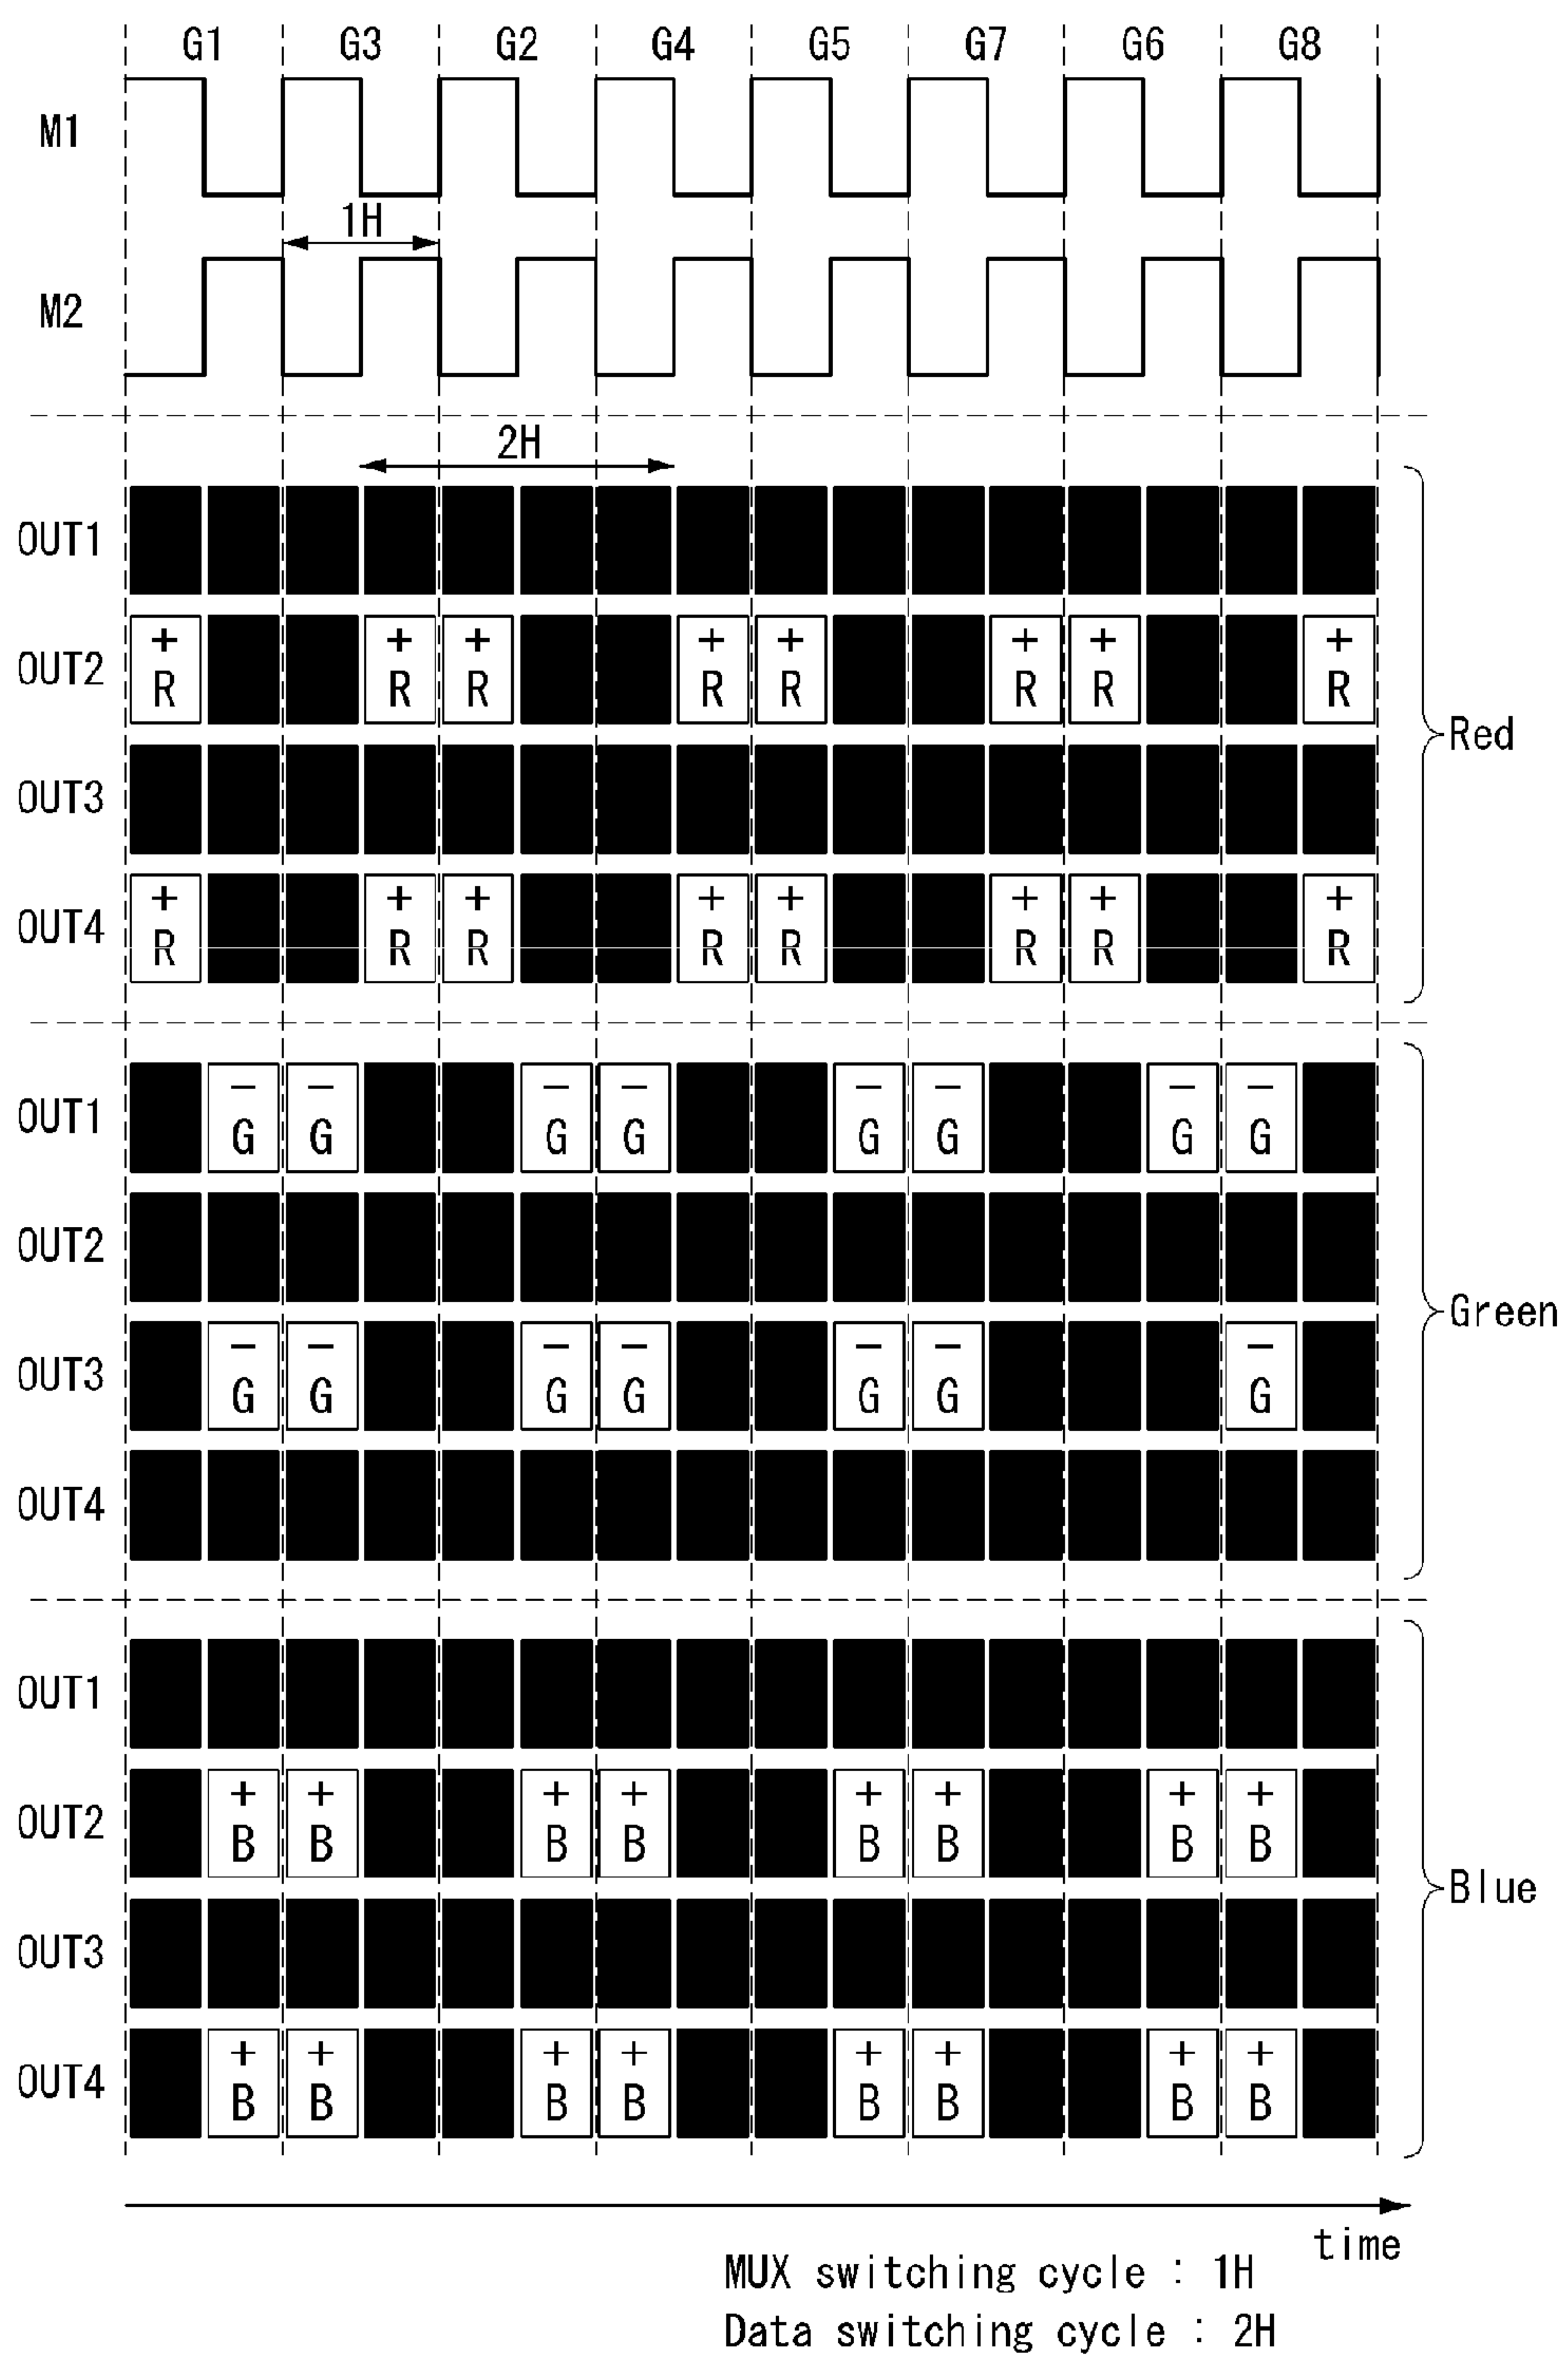 G1 G3 G2 G4 G5 G7 G6 G8
M1
1H
M2
2H
OUT1
+ + + + + + + +
OUT2 R R R R R R R R
Red
OUT3
+ + + + + + + +
OUT4 R R R R R R R R
− − − − − − − −
OUT1 G G G G G G G G
OUT2
Green
− − − − − − −
OUT3 G G G G G G G
OUT4
OUT1
+ + + + + + + +
OUT2 B B B B B B B B
Blue
OUT3
+ + + + + + + +
OUT4 B B B B B B B B
time
MUX switching cycle : 1H
Data switching cycle : 2H